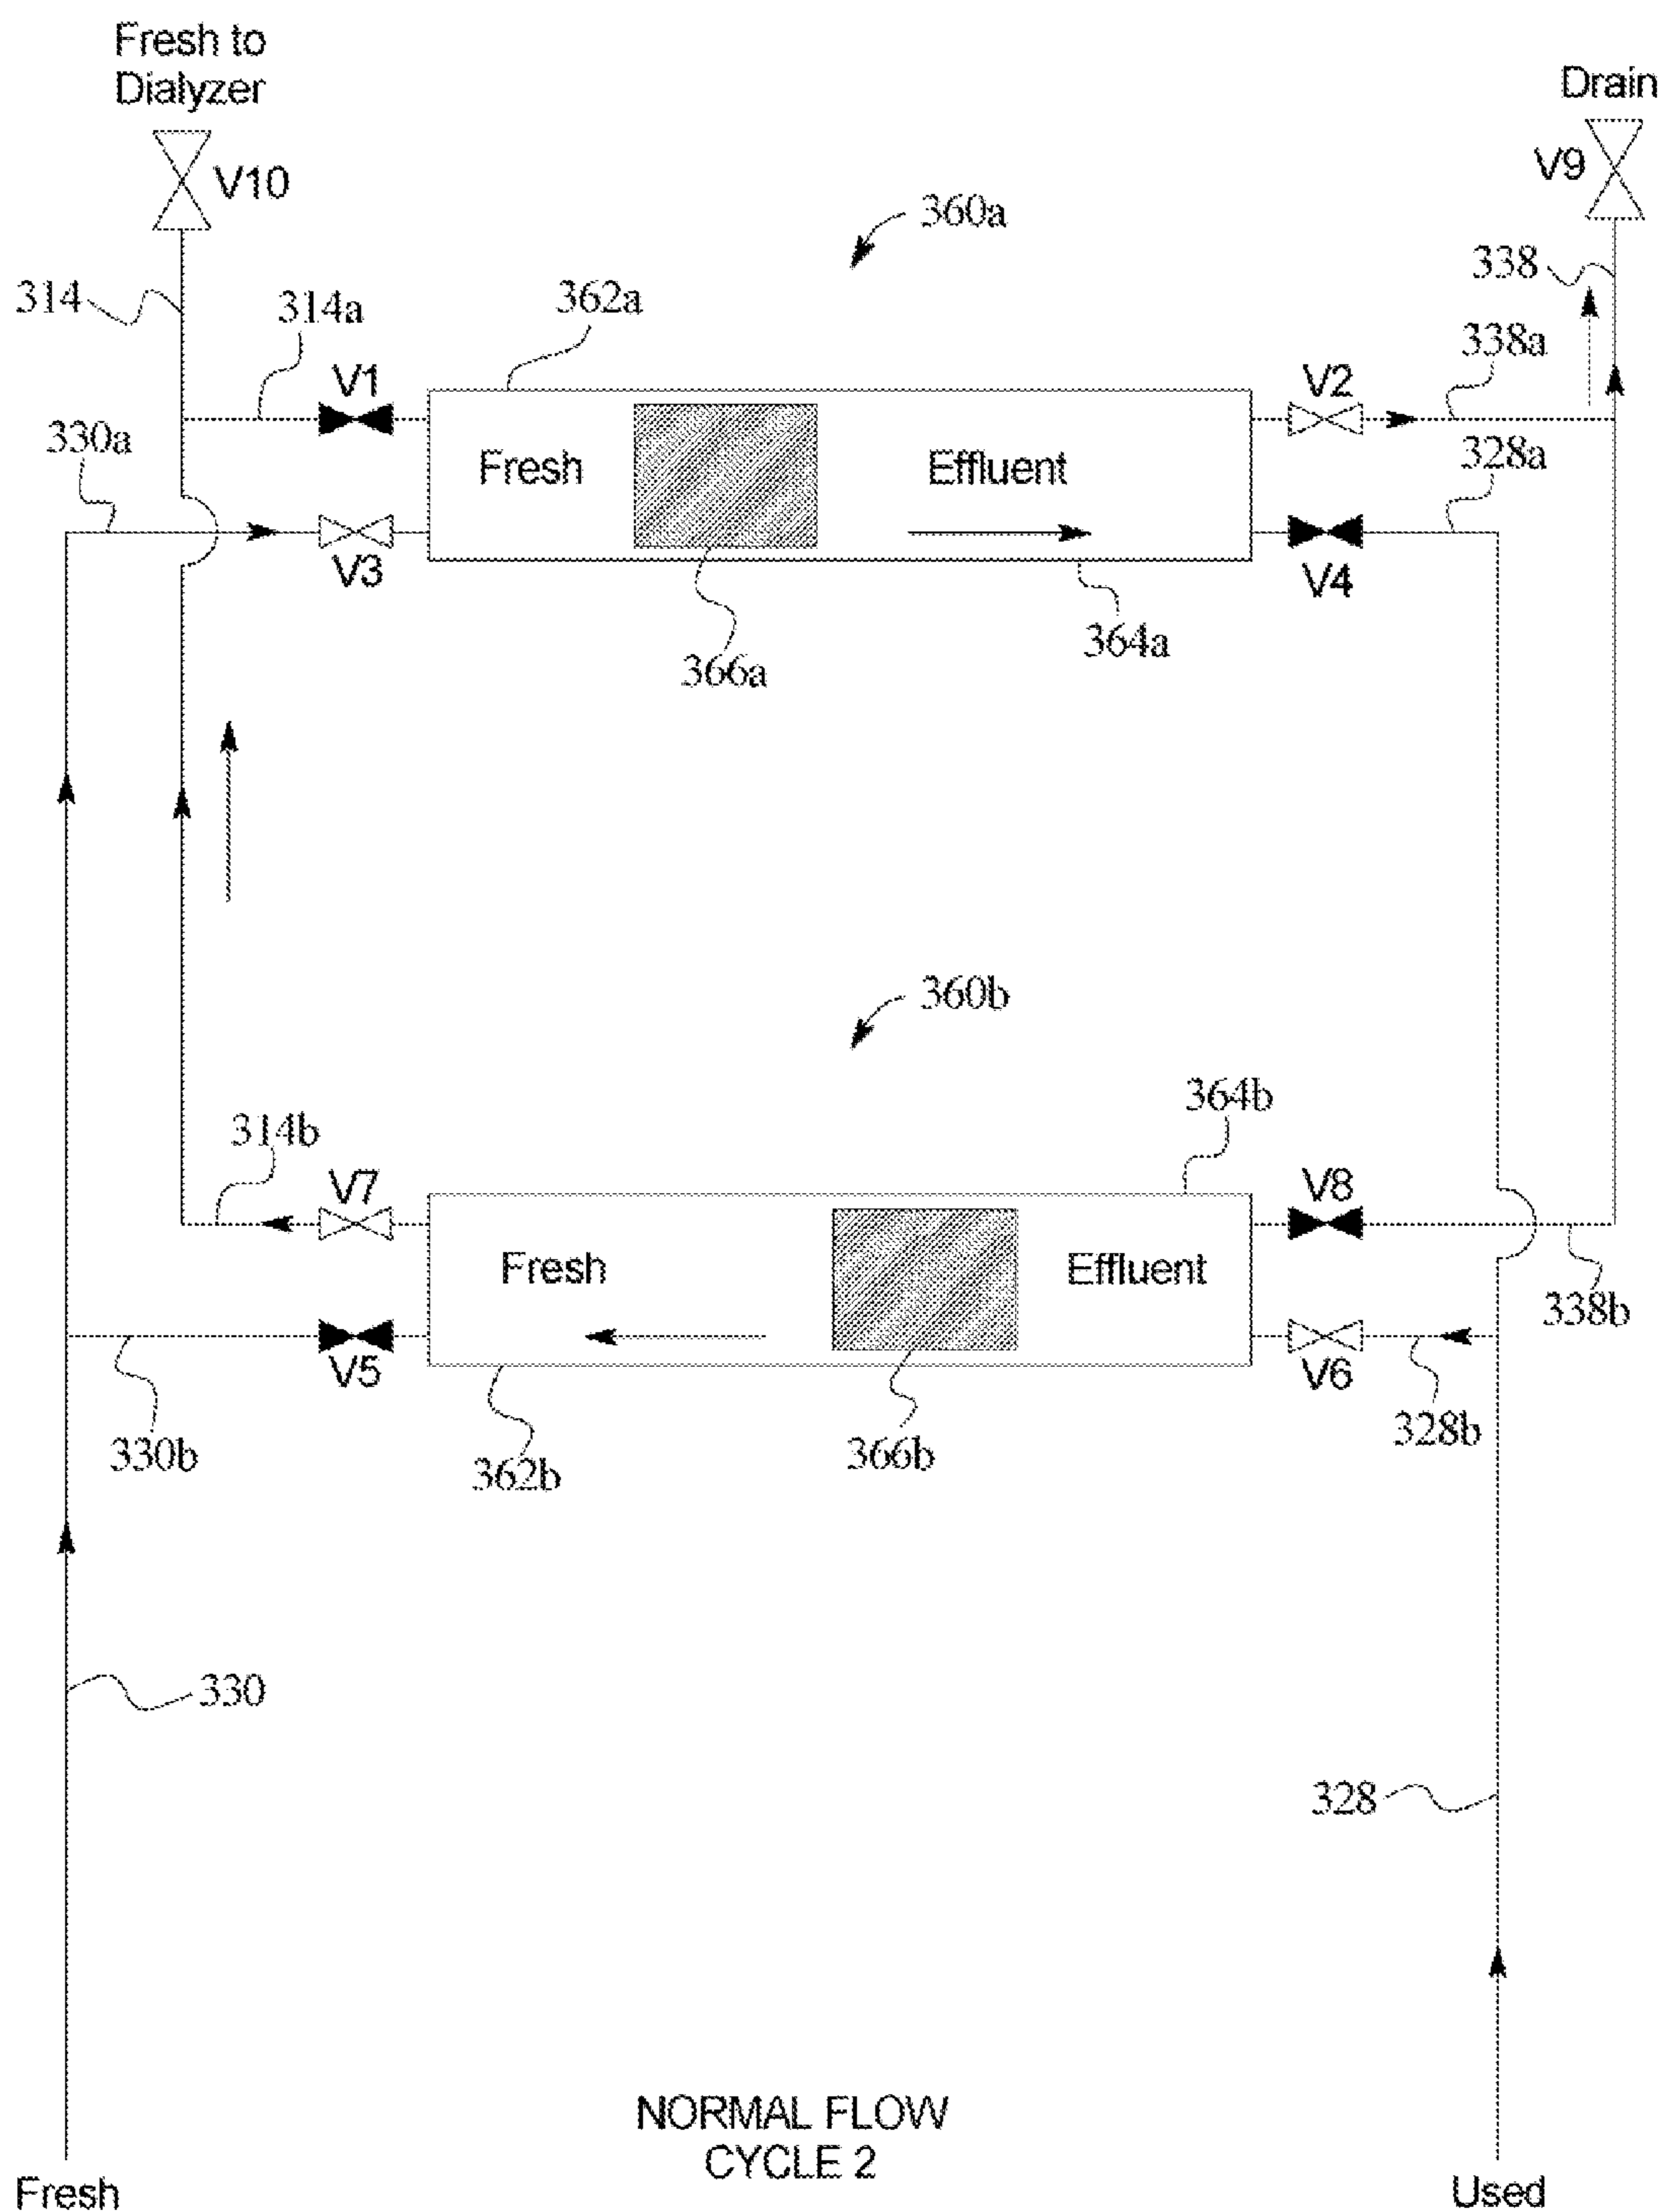 Fresh to
Dialyzer
Drain
V10
V9
360a
338
314
314a
362a
338a
V1
V2
330a
328a
Fresh
Effluent
V3
V4
366a
364a
360b
364b
314b
V7
V8
Fresh
Effluent
338b
V5
V6
330b
362b
366b
328b
330
328
NORMAL FLOW
CYCLE 2
Fresh
Used